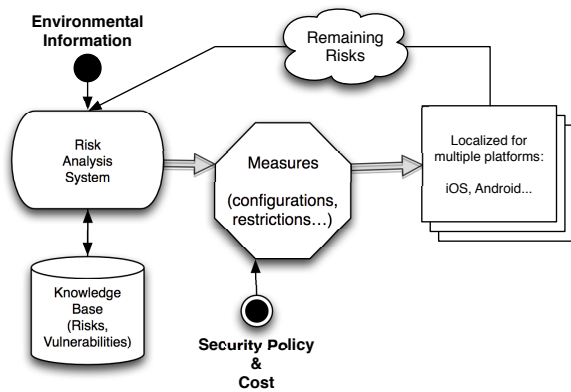 Environmental
Information
Remaining
Risks
Risk
Analysis
System
Measures
(configurations,
restrictions...)
Localized for
multiple platforms:
iOS, Android...
Knowledge
Base
(Risks,
Vulnerabilities)
Security Policy
&
Cost